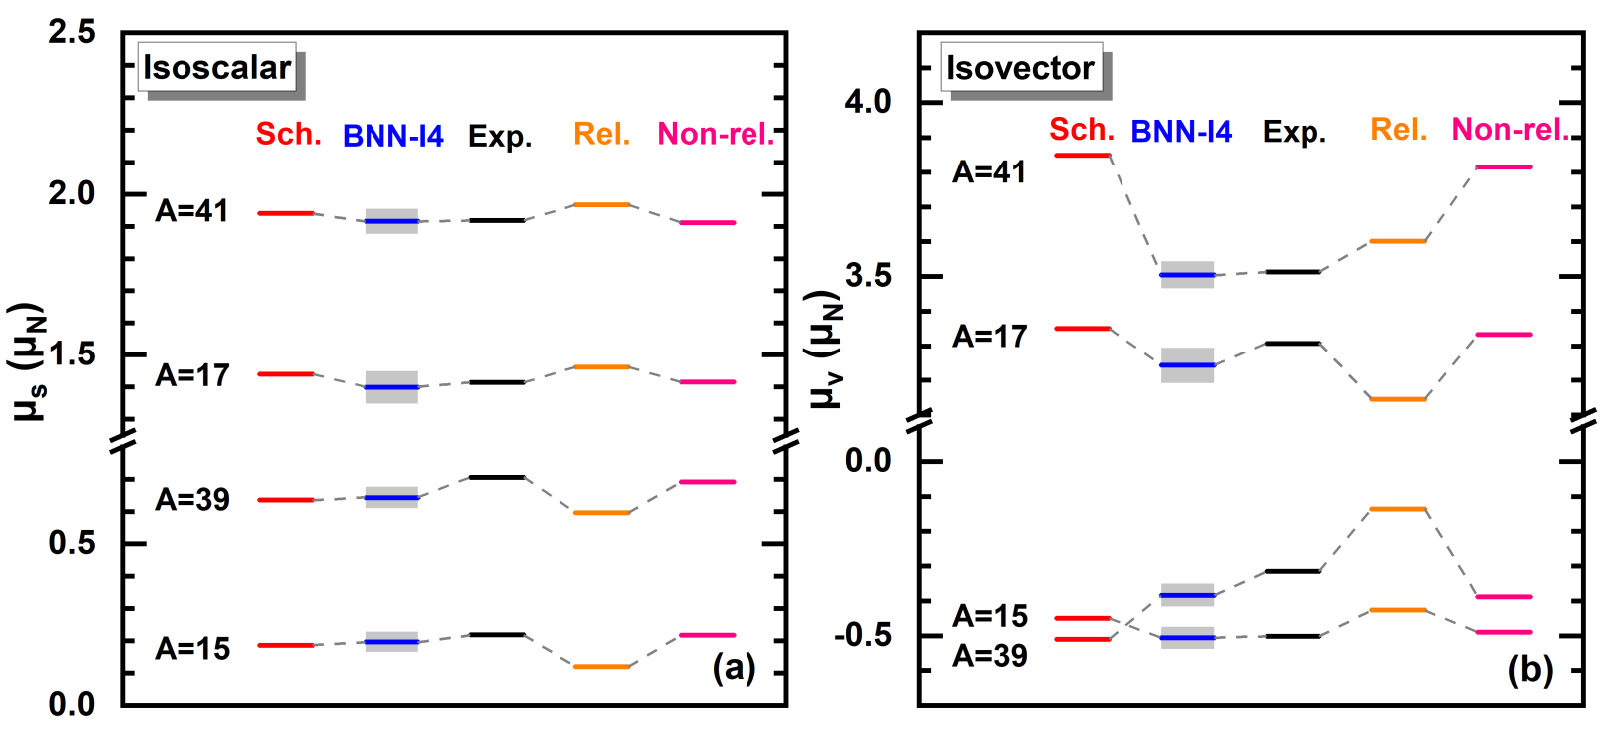 2.5
Isoscalar
Sch. BNN-I4 Exp. Rel. Non-rel.
2.0
A=41
1.5
A=17
μs (μN)
A=39
0.5
A=15
(a)
0.0
Isovector
4.0
Sch. BNN-I4 Exp. Rel. Non-rel.
A=41
3.5
A=17
μv (μN)
0.0
A=15
-0.5
A=39
(b)